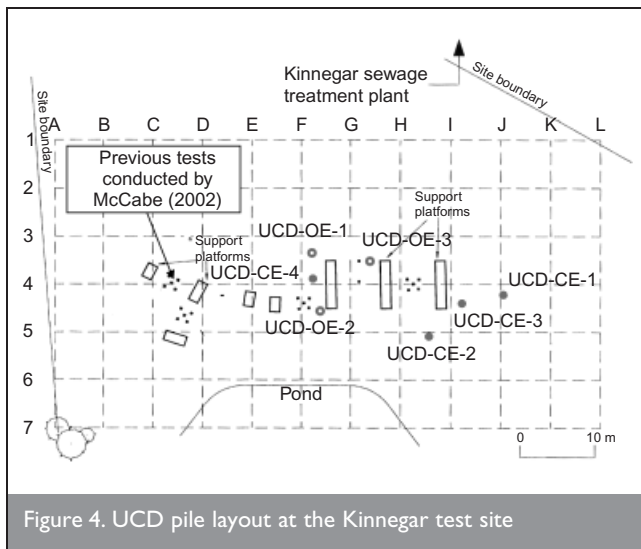 Kinnegar sewage
treatment plant
Site boundary
Site boundary
A B C D E F G H I J K L
1
Previous tests
conducted by
McCabe (2002)
2
Support
platforms
3
UCD-OE-1
UCD-OE-3
Support
platforms
UCD-CE-4
UCD-CE-1
4
UCD-CE-3
UCD-OE-2
5
UCD-CE-2
6
Pond
7
0 10 m
Figure 4. UCD pile layout at the Kinnegar test site